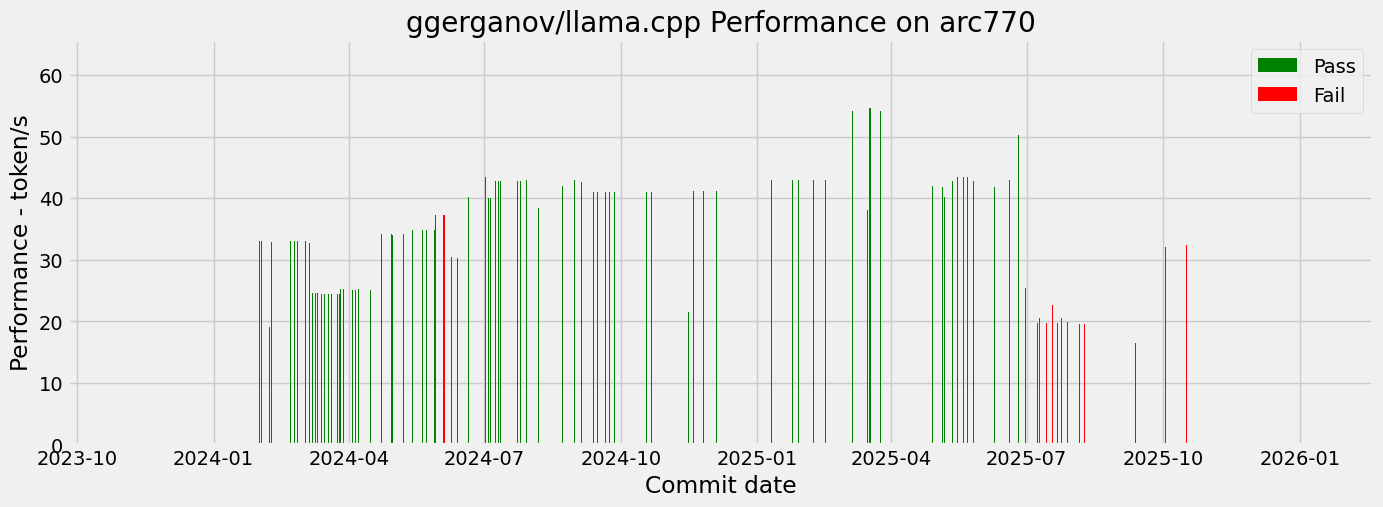 ggerganov/llama.cpp Performance on arc770
Performance - token/s
60
50
40
30
20
10
0
Pass
Fail
2023-10 2024-01 2024-04 2024-07 2024-10 2025-01 2025-04 2025-07 2025-10 2026-01
Commit date